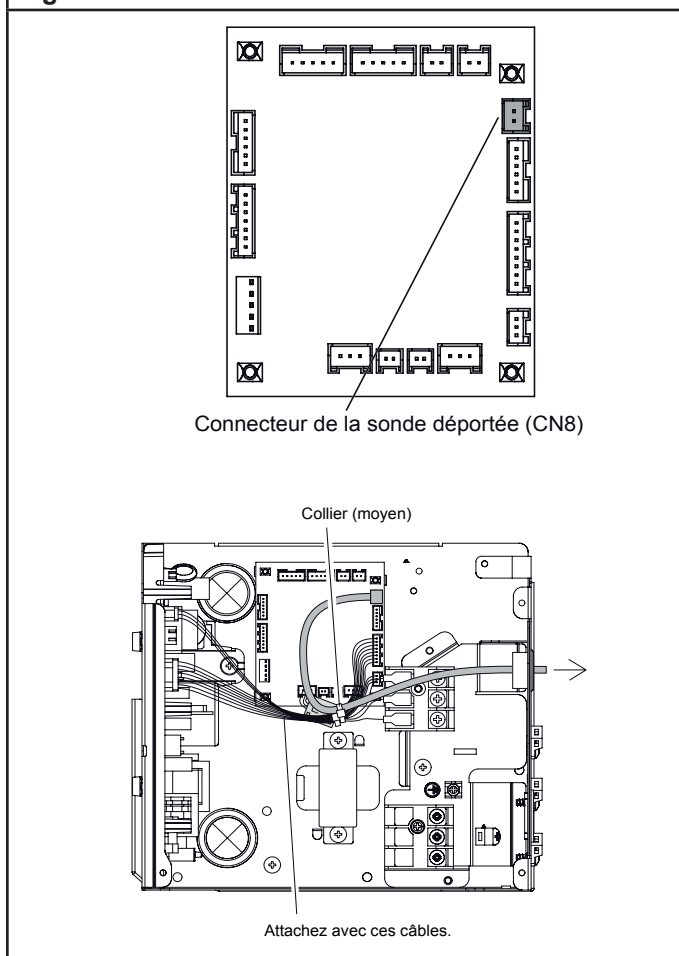 Connecteur de la sonde déportée (CN8)
Collier (moyen)
Attachez avec ces câbles.